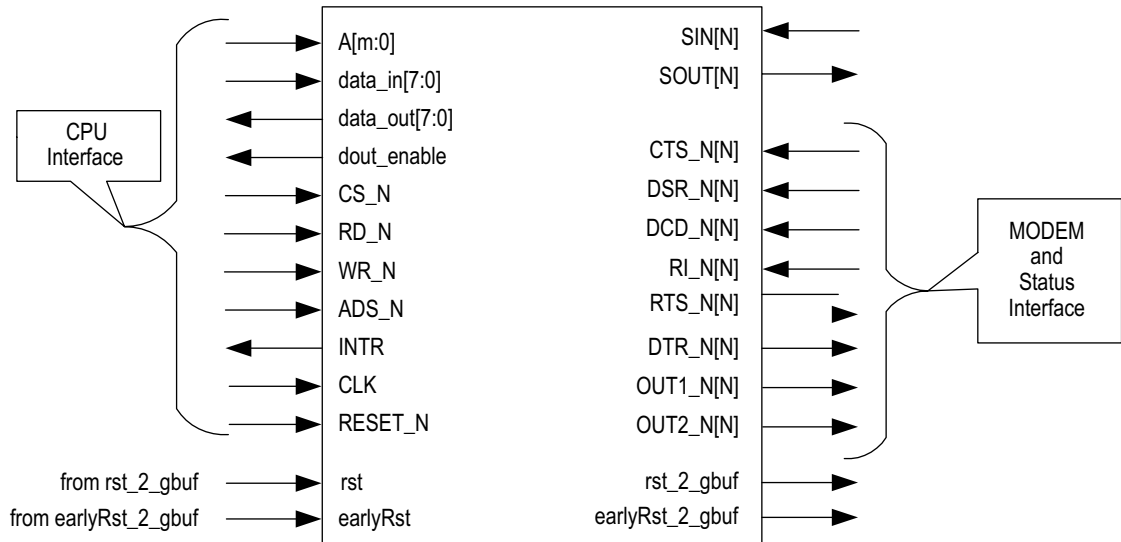 CPU
Interface
A[m:0]
data_in[7:0]
data_out[7:0]
dout_enable
CS_N
RD_N
WR_N
ADS_N
INTR
CLK
RESET_N
from rst_2_gbuf
rst
from earlyRst_2_gbuf
earlyRst
SIN[N]
SOUT[N]
CTS_N[N]
DSR_N[N]
DCD_N[N]
RI_N[N]
RTS_N[N]
DTR_N[N]
OUT1_N[N]
OUT2_N[N]
rst_2_gbuf
earlyRst_2_gbuf
MODEM
and
Status
Interface